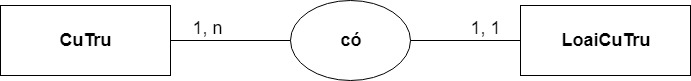 CuTru 1, n có 1, 1 LoaiCuTru